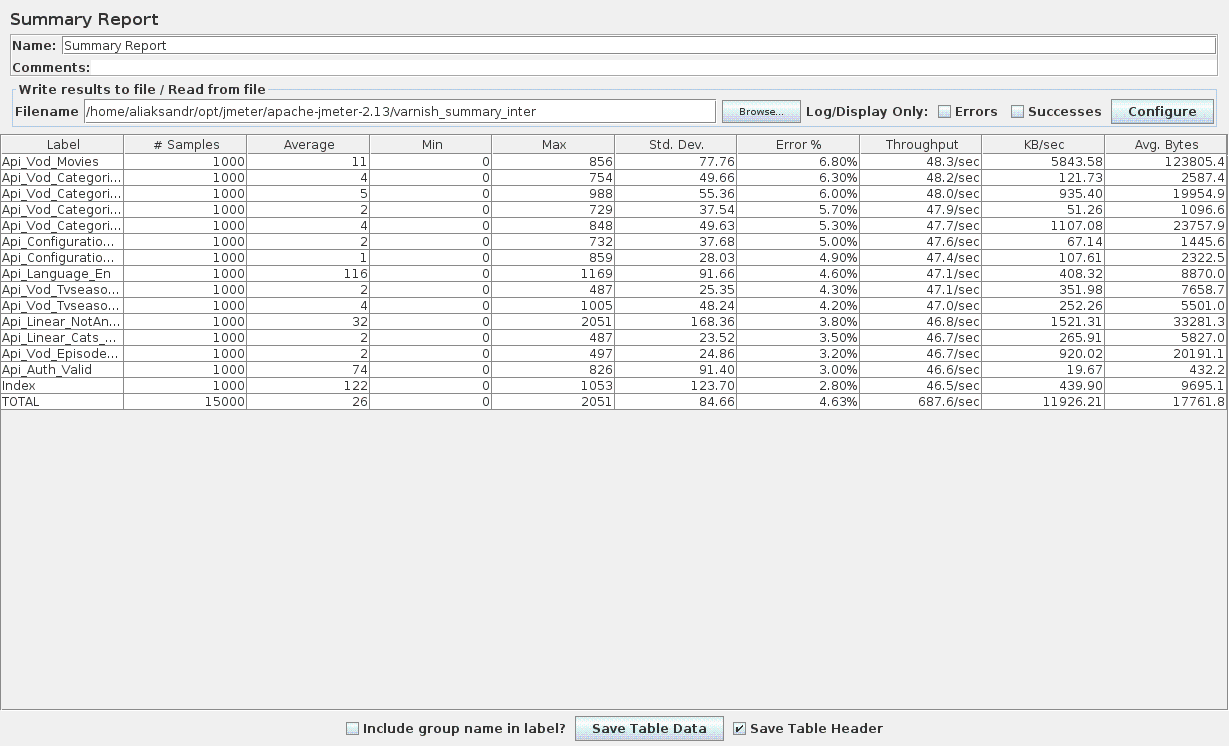 Summary Report
Name: Summary Report
Comments:
Write results to file / Read from file
Filename /home/aliaksandr/opt/jmeter/apache-jmeter-2.13/varnish_summary_inter Browse... Log/Display Only: Errors Successes Configure
Label # Samples Average Min Max Std. Dev. Error % Throughput KB/sec Avg. Bytes
Api_Vod_Movies 1000 11 0 856 77.76 6.80% 48.3/sec 5843.58 123805.4
Api_Vod_Categori... 1000 4 0 754 49.66 6.30% 48.2/sec 121.73 2587.4
Api_Vod_Categori... 1000 5 0 988 55.36 6.00% 48.0/sec 935.40 19954.9
Api_Vod_Categori... 1000 2 0 729 37.54 5.70% 47.9/sec 51.26 1096.6
Api_Vod_Categori... 1000 4 0 848 49.63 5.30% 47.7/sec 1107.08 23757.9
Api_Configuratio... 1000 2 0 732 37.68 5.00% 47.6/sec 67.14 1445.6
Api_Configuratio... 1000 1 0 859 28.03 4.90% 47.4/sec 107.61 2322.5
Api_Language_En 1000 116 0 1169 91.66 4.60% 47.1/sec 408.32 8870.0
Api_Vod_Tvseaso... 1000 2 0 487 25.35 4.30% 47.1/sec 351.98 7658.7
Api_Vod_Tvseaso... 1000 4 0 1005 48.24 4.20% 47.0/sec 252.26 5501.0
Api_Linear_NotAn... 1000 32 0 2051 168.36 3.80% 46.8/sec 1521.31 33281.3
Api_Linear_Cats_... 1000 2 0 487 23.52 3.50% 46.7/sec 265.91 5827.0
Api_Vod_Episode... 1000 2 0 497 24.86 3.20% 46.7/sec 920.02 20191.1
Api_Auth_Valid 1000 74 0 826 91.40 3.00% 46.6/sec 19.67 432.2
Index 1000 122 0 1053 123.70 2.80% 46.5/sec 439.90 9695.1
TOTAL 15000 26 0 2051 84.66 4.63% 687.6/sec 11926.21 17761.8
Include group name in label? Save Table Data Save Table Header